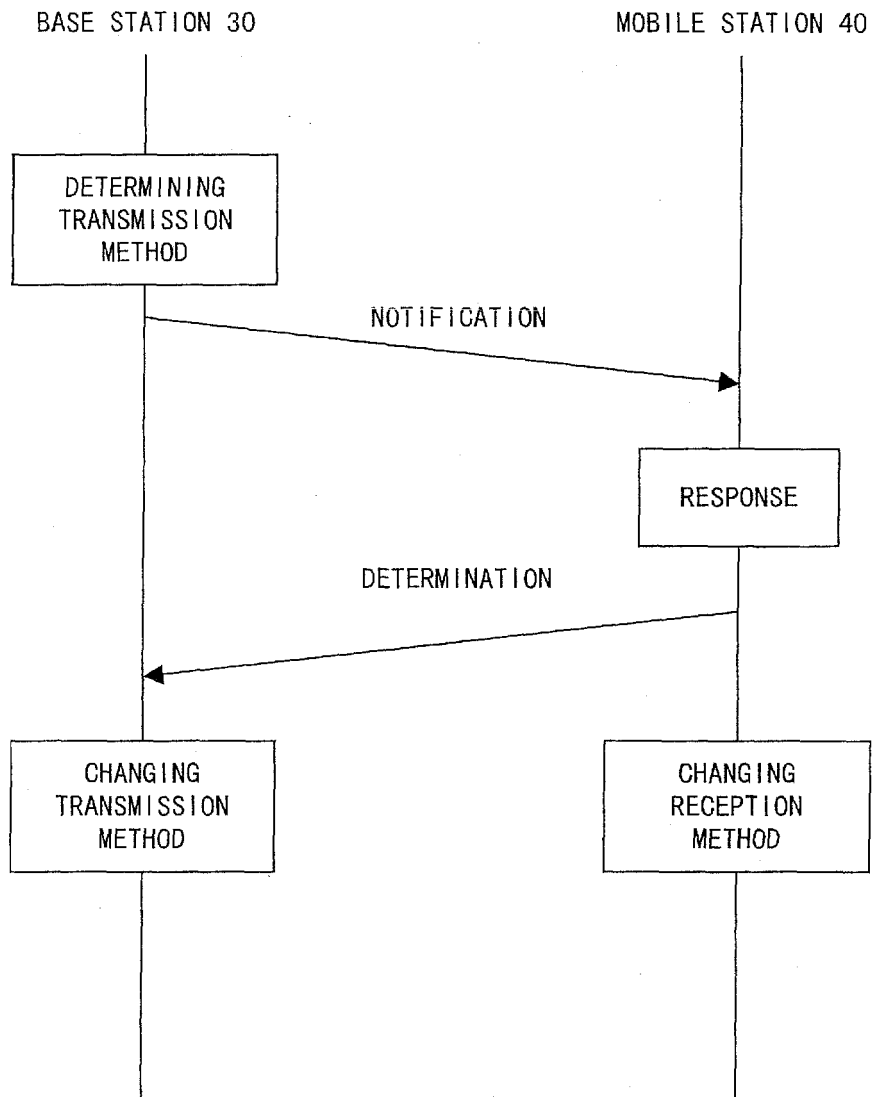 BASE STATION 30
MOBILE STATION 40
DETERMINING
TRANSMISSION
METHOD
NOTIFICATION
RESPONSE
DETERMINATION
CHANGING
TRANSMISSION
METHOD
CHANGING
RECEPTION
METHOD